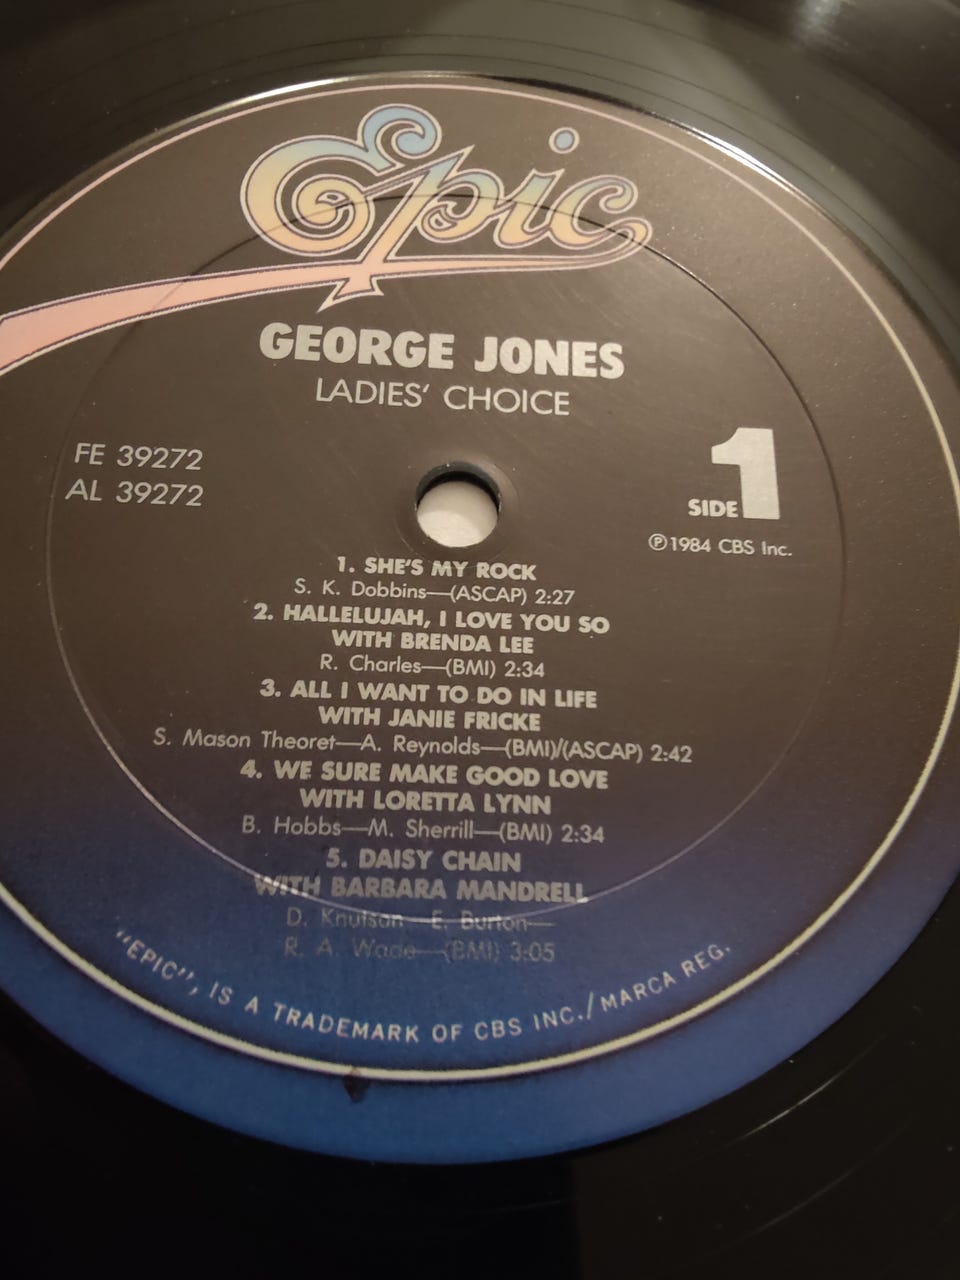 Epic
GEORGE JONES
LADIES' CHOICE
FE 39272
AL 39272
SIDE 1
Ⓟ1984 CBS Inc.
1. SHE'S MY ROCK
S. K. Dobbins—(ASCAP) 2:27
2. HALLELUJAH, I LOVE YOU SO
WITH BRENDA LEE
R. Charles—(BMI) 2:34
3. ALL I WANT TO DO IN LIFE
WITH JANIE FRICKE
S. Mason Theoret—A. Reynolds—(BMI)/(ASCAP) 2:42
4. WE SURE MAKE GOOD LOVE
WITH LORETTA LYNN
B. Hobbs—M. Sherrill—(BMI) 2:34
5. DAISY CHAIN
WITH BARBARA MANDRELL
D. Knutson—E. Burton—
R. A. Wade—(BMI) 3:05
"EPIC", IS A TRADEMARK OF CBS INC./MARCA REG.